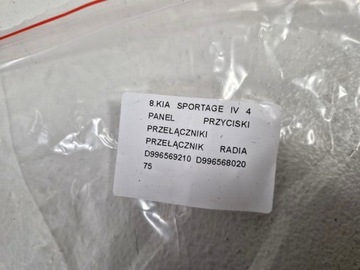 8.KIA SPORTAGE IV 4
PANEL PRZYCISKI
PRZEŁĄCZNIKI
PRZEŁĄCZNIK RADIA
D996569210 D996568020
75